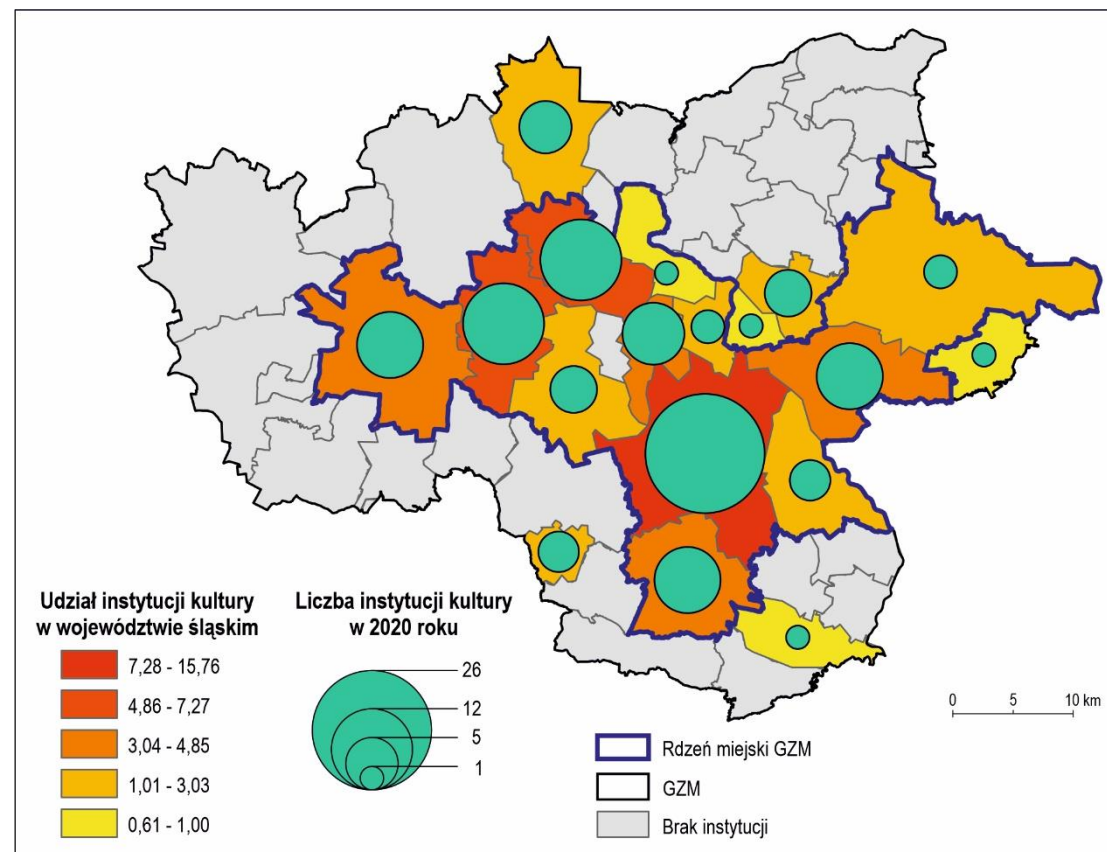 Udział instytucji kultury
w województwie śląskim
7,28 - 15,76
4,86 - 7,27
3,04 - 4,85
1,01 - 3,03
0,61 - 1,00
Liczba instytucji kultury
w 2020 roku
26
12
5
1
0 5 10 km
Rdzeń miejski GZM
GZM
Brak instytucji